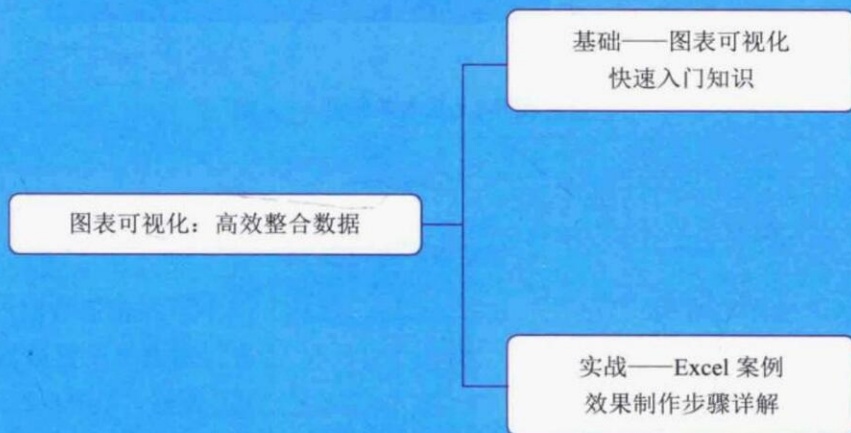 基础——图表可视化
快速入门知识
图表可视化：高效整合数据
实战——Excel 案例
效果制作步骤详解